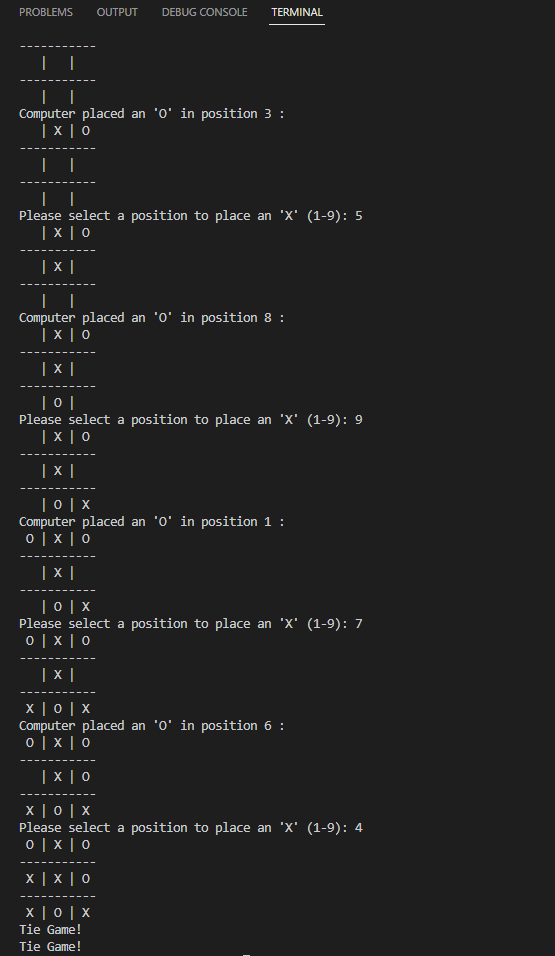 PROBLEMS OUTPUT DEBUG CONSOLE TERMINAL
-----------
   |   |
-----------
   |   |
Computer placed an 'O' in position 3 :
   | X | O
-----------
   |   |
-----------
   |   |
Please select a position to place an 'X' (1-9): 5
   | X | O
-----------
   | X |
-----------
   |   |
Computer placed an 'O' in position 8 :
   | X | O
-----------
   | X |
-----------
   | O |
Please select a position to place an 'X' (1-9): 9
   | X | O
-----------
   | X |
-----------
   | O | X
Computer placed an 'O' in position 1 :
 O | X | O
-----------
   | X |
-----------
   | O | X
Please select a position to place an 'X' (1-9): 7
 O | X | O
-----------
   | X |
-----------
 X | O | X
Computer placed an 'O' in position 6 :
 O | X | O
-----------
   | X | O
-----------
 X | O | X
Please select a position to place an 'X' (1-9): 4
 O | X | O
-----------
 X | X | O
-----------
 X | O | X
Tie Game!
Tie Game!